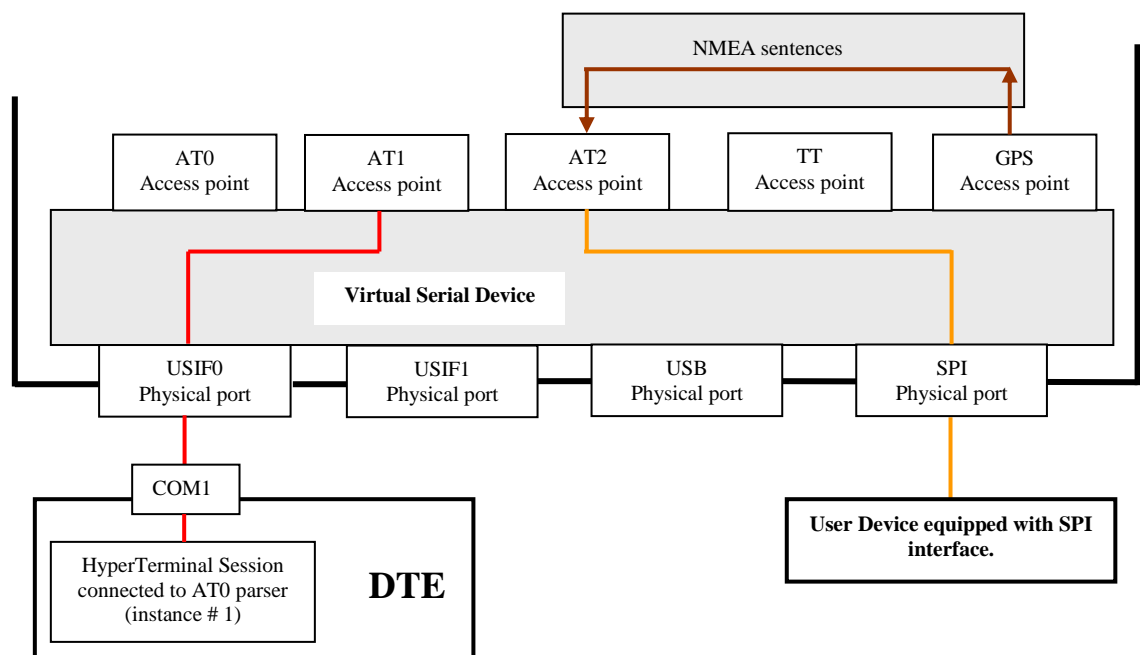 NMEA sentences
AT0
Access point
AT1
Access point
AT2
Access point
TT
Access point
GPS
Access point
Virtual Serial Device
USIF0
Physical port
USIF1
Physical port
USB
Physical port
SPI
Physical port
COM1
HyperTerminal Session
connected to AT0 parser
(instance # 1)
DTE
User Device equipped with SPI
interface.